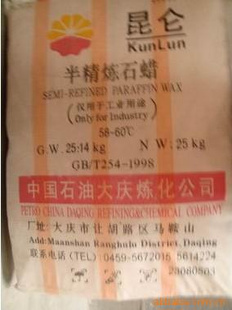 昆仑
KunLun
半精炼石蜡
SEMI-REFINED PARAFFIN WAX
(仅用于工业用途)
(Only for Industry)
58-60℃
G.W. 25:14 kg N W: 25 kg
GB/T254-1998
中国石油大庆炼化公司
PETRO CHINA DAQING REFINING&CHEMICAL COMPANY
厂址:大庆市让胡路区马鞍山
Add:Maanshan Ranghulu District, Daqing
联系电话(TEL) 0459-5672016 5614224
28080503